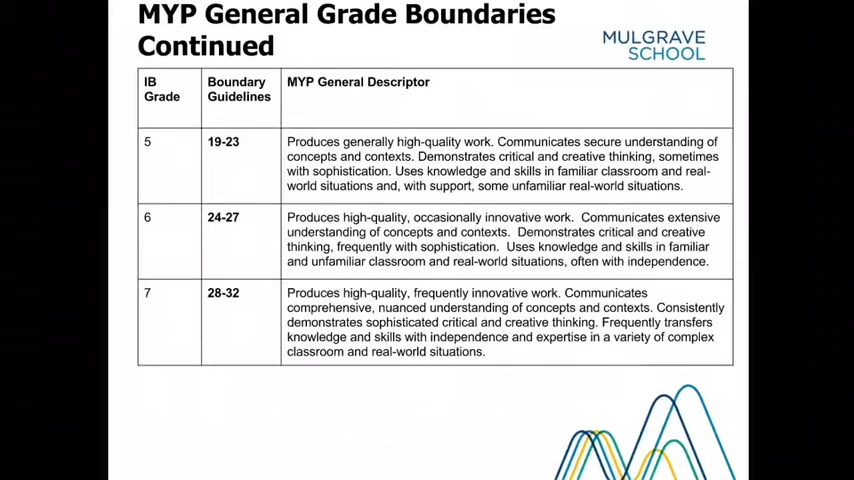 MYP General Grade Boundaries
Continued
MULGRAVE
SCHOOL
IB
Grade
Boundary
Guidelines
MYP General Descriptor
5
19-23
Produces generally high-quality work. Communicates secure understanding of
concepts and contexts. Demonstrates critical and creative thinking, sometimes
with sophistication. Uses knowledge and skills in familiar classroom and real-
world situations and, with support, some unfamiliar real-world situations.
6
24-27
Produces high-quality, occasionally innovative work. Communicates extensive
understanding of concepts and contexts. Demonstrates critical and creative
thinking, frequently with sophistication. Uses knowledge and skills in familiar
and unfamiliar classroom and real-world situations, often with independence.
7
28-32
Produces high-quality, frequently innovative work. Communicates
comprehensive, nuanced understanding of concepts and contexts. Consistently
demonstrates sophisticated critical and creative thinking. Frequently transfers
knowledge and skills with independence and expertise in a variety of complex
classroom and real-world situations.